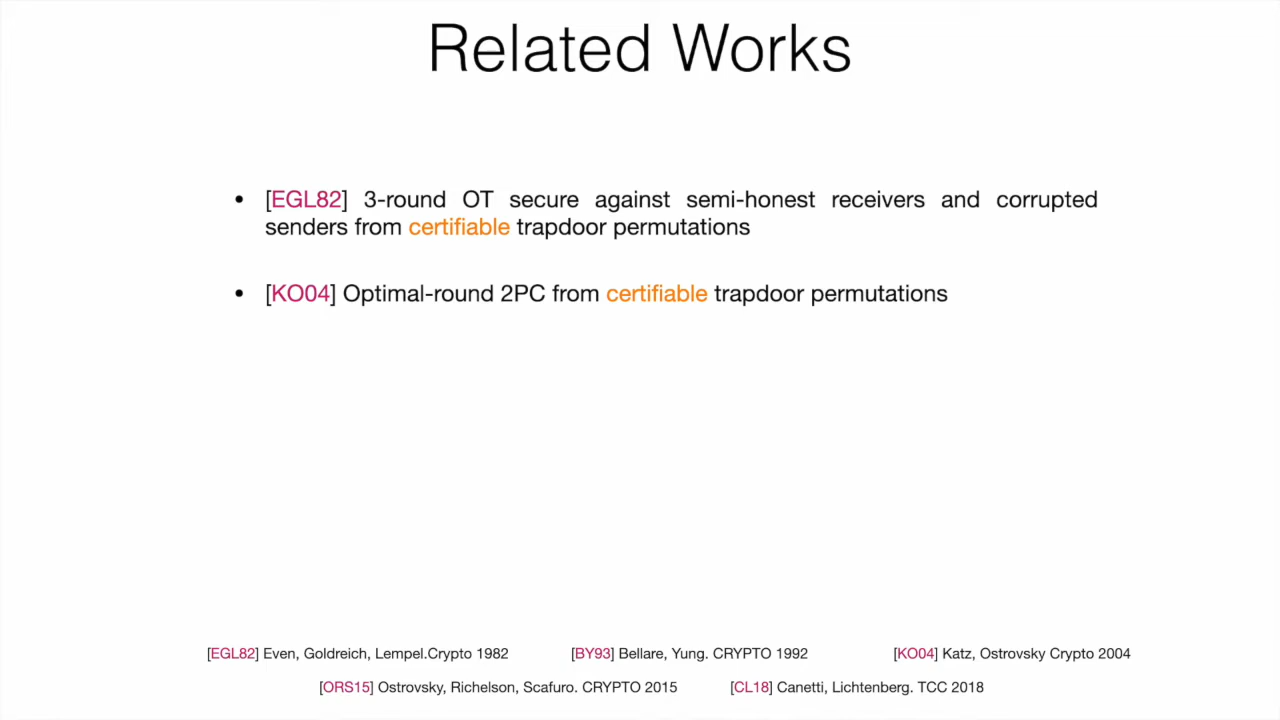 Related Works
• [EGL82] 3-round OT secure against semi-honest receivers and corrupted
senders from certifiable trapdoor permutations
• [KO04] Optimal-round 2PC from certifiable trapdoor permutations
[EGL82] Even, Goldreich, Lempel.Crypto 1982 [BY93] Bellare, Yung. CRYPTO 1992 [KO04] Katz, Ostrovsky Crypto 2004
[ORS15] Ostrovsky, Richelson, Scafuro. CRYPTO 2015 [CL18] Canetti, Lichtenberg. TCC 2018